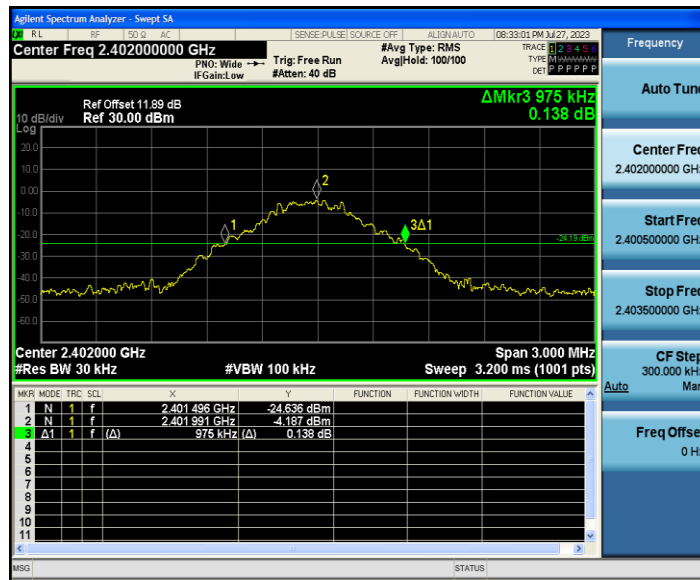 Agilent Spectrum Analyzer - Swept SA
RL RF 50 Ω AC SENSE:PULSE SOURCE OFF ALIGN AUTO 08:33:01 PM Jul 27, 2023
Center Freq 2.402000000 GHz
#Avg Type: RMS
TRACE 1 2 3 4 5 6
PNO: Wide
Trig: Free Run
Avg|Hold: 100/100
TYPE
IFGain:Low
#Atten: 40 dB
DET P P P P P P
ΔMkr3 975 kHz
0.138 dB
Ref Offset 11.89 dB
10 dB/div Ref 30.00 dBm
Log
20.0
10.0
0.00
-10.0
-20.0
-30.0
-40.0
-50.0
-60.0
2
1
3Δ1
-24.19 dBm
Center 2.402000 GHz Span 3.000 MHz
#Res BW 30 kHz #VBW 100 kHz Sweep 3.200 ms (1001 pts)
MKR MODE TRC SCL X Y FUNCTION FUNCTION WIDTH FUNCTION VALUE
1 N 1 f 2.401 496 GHz -24.636 dBm
2 N 1 f 2.401 991 GHz -4.187 dBm
3 Δ1 1 f (Δ) 975 kHz (Δ) 0.138 dB
4
5
6
7
8
9
10
11
MSG STATUS
Frequency
Auto Tune
Center Freq
2.402000000 GHz
Start Freq
2.400500000 GHz
Stop Freq
2.403500000 GHz
CF Step
300.000 kHz
Auto Man
Freq Offset
0 Hz